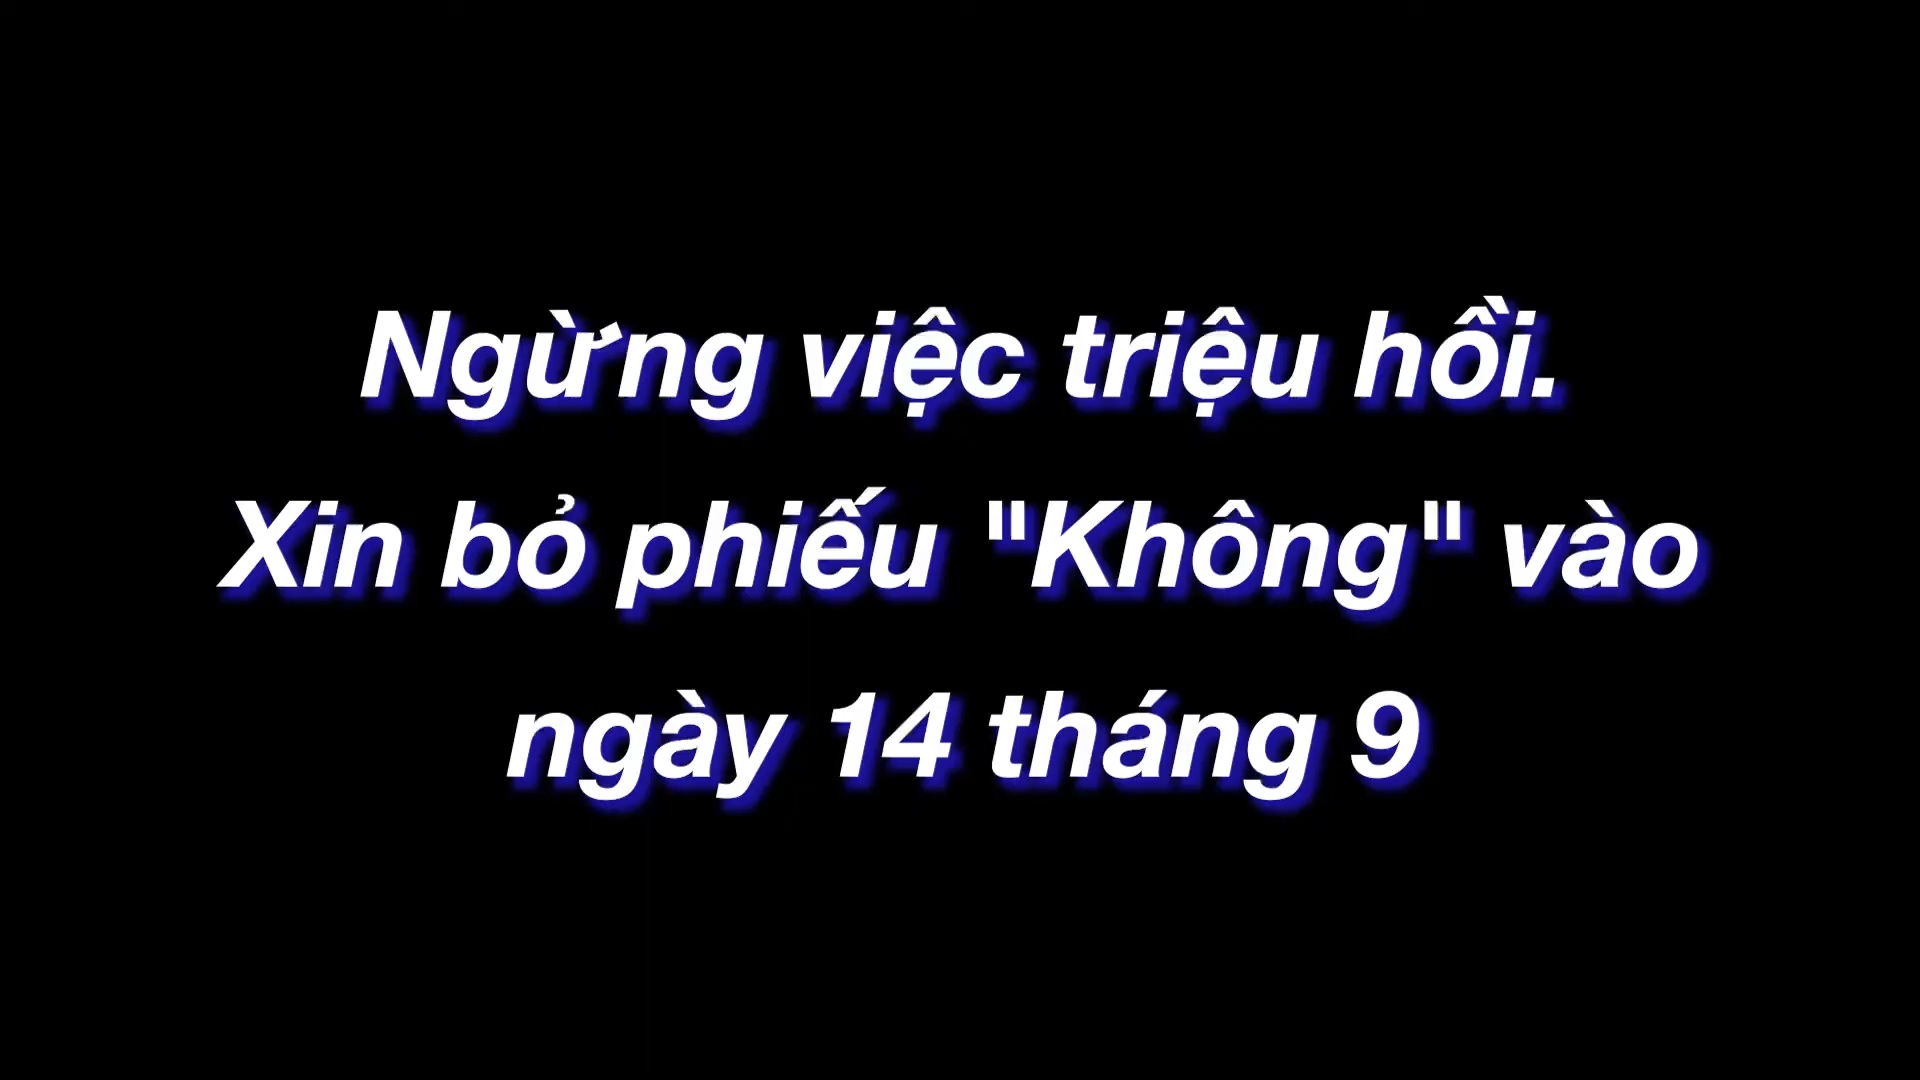 Ngừng việc triệu hồi.
Xin bỏ phiếu "Không" vào
ngày 14 tháng 9